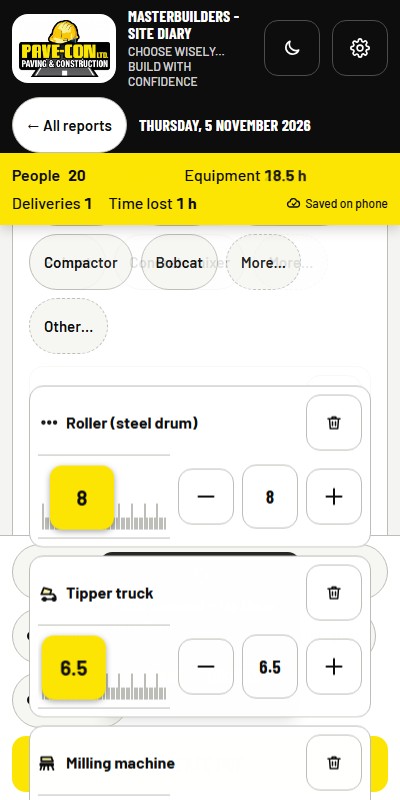 PAVE-CON LTD.
PAVING & CONSTRUCTION
MASTERBUILDERS -
SITE DIARY
CHOOSE WISELY...
BUILD WITH
CONFIDENCE
← All reports
THURSDAY, 5 NOVEMBER 2026
People 20
Equipment 18.5 h
Deliveries 1
Time lost 1 h
Saved on phone
Compactor
Bobcat
More...
More...
Other...
Roller (steel drum)
8
8
Tipper truck
6.5
6.5
Milling machine